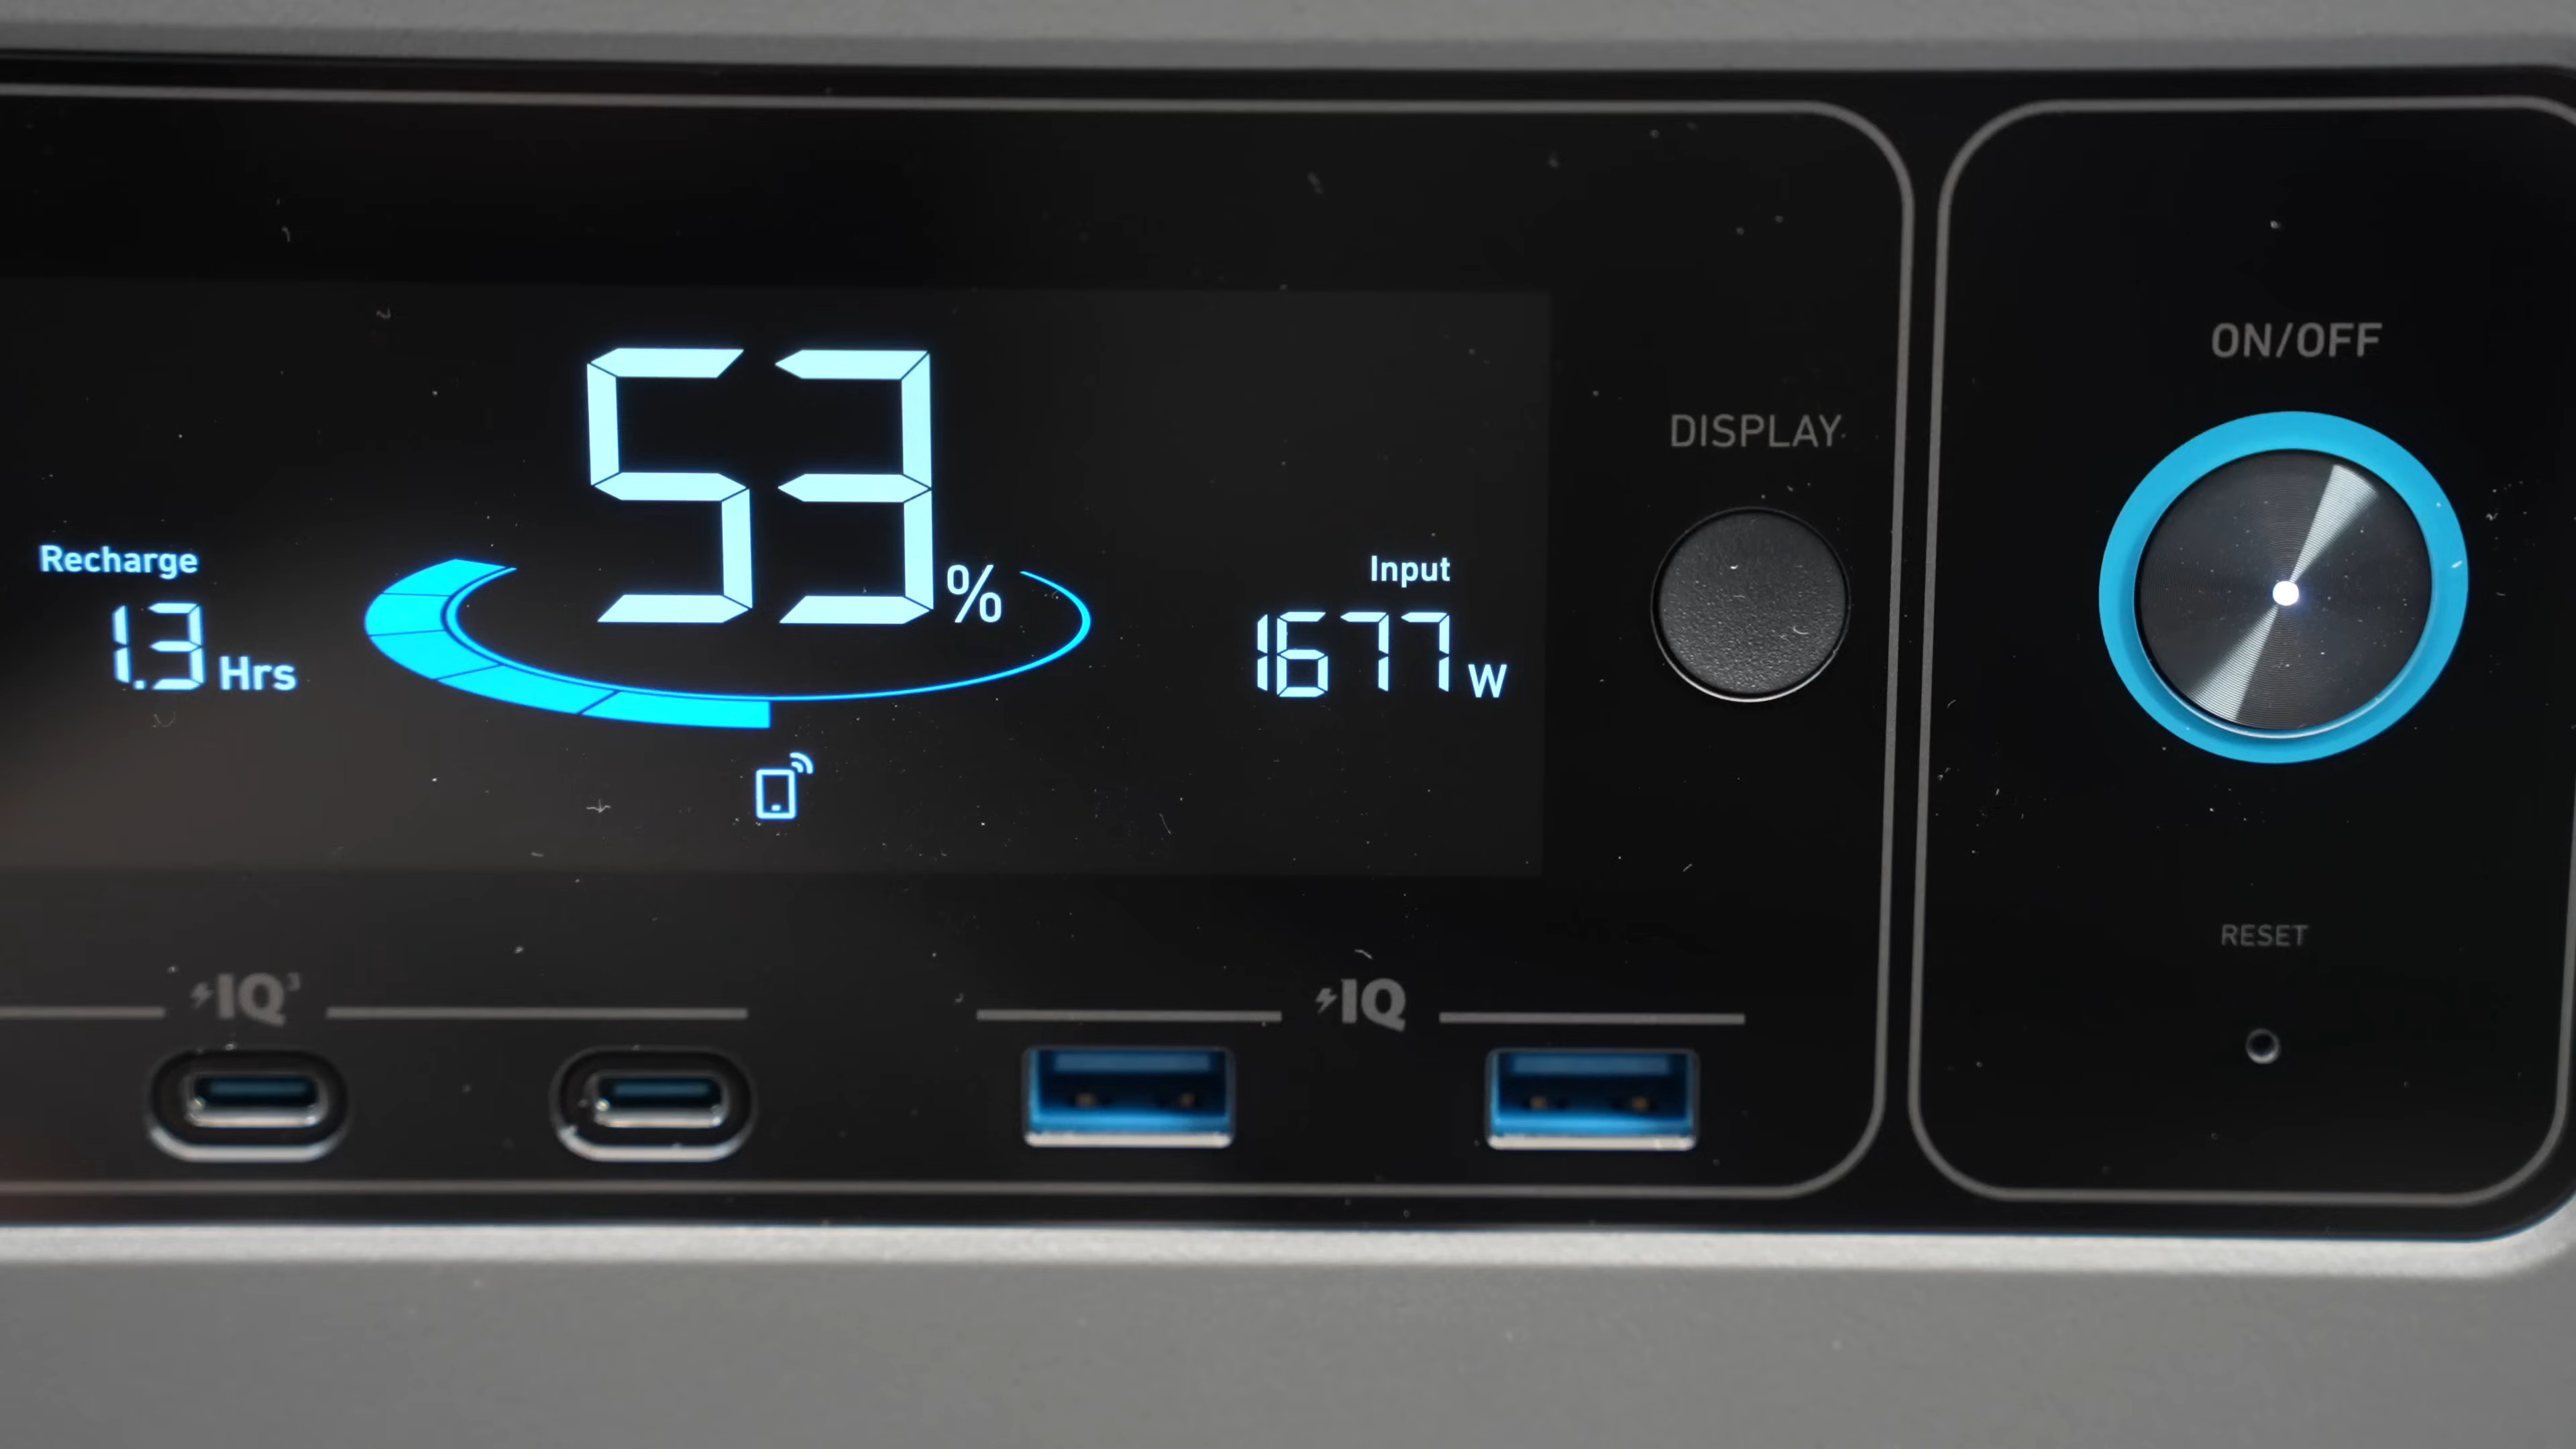 ON/OFF
DISPLAY
53%
Recharge
1.3 Hrs
Input
1677 W
RESET
IQ³
IQ